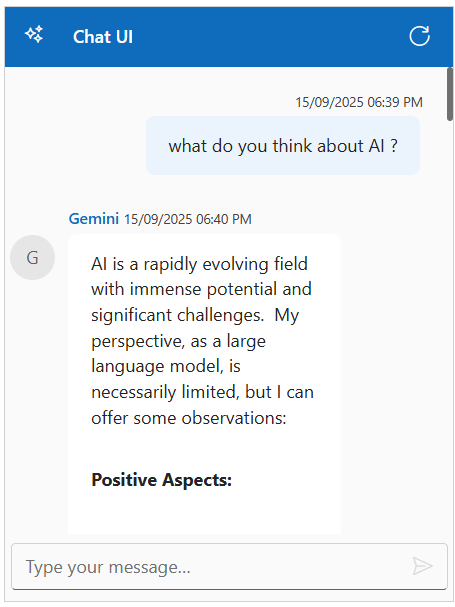 Chat UI
15/09/2025 06:39 PM
what do you think about AI ?
Gemini 15/09/2025 06:40 PM
G
AI is a rapidly evolving field
with immense potential and
significant challenges.  My
perspective, as a large
language model, is
necessarily limited, but I can
offer some observations:
Positive Aspects:
Type your message...